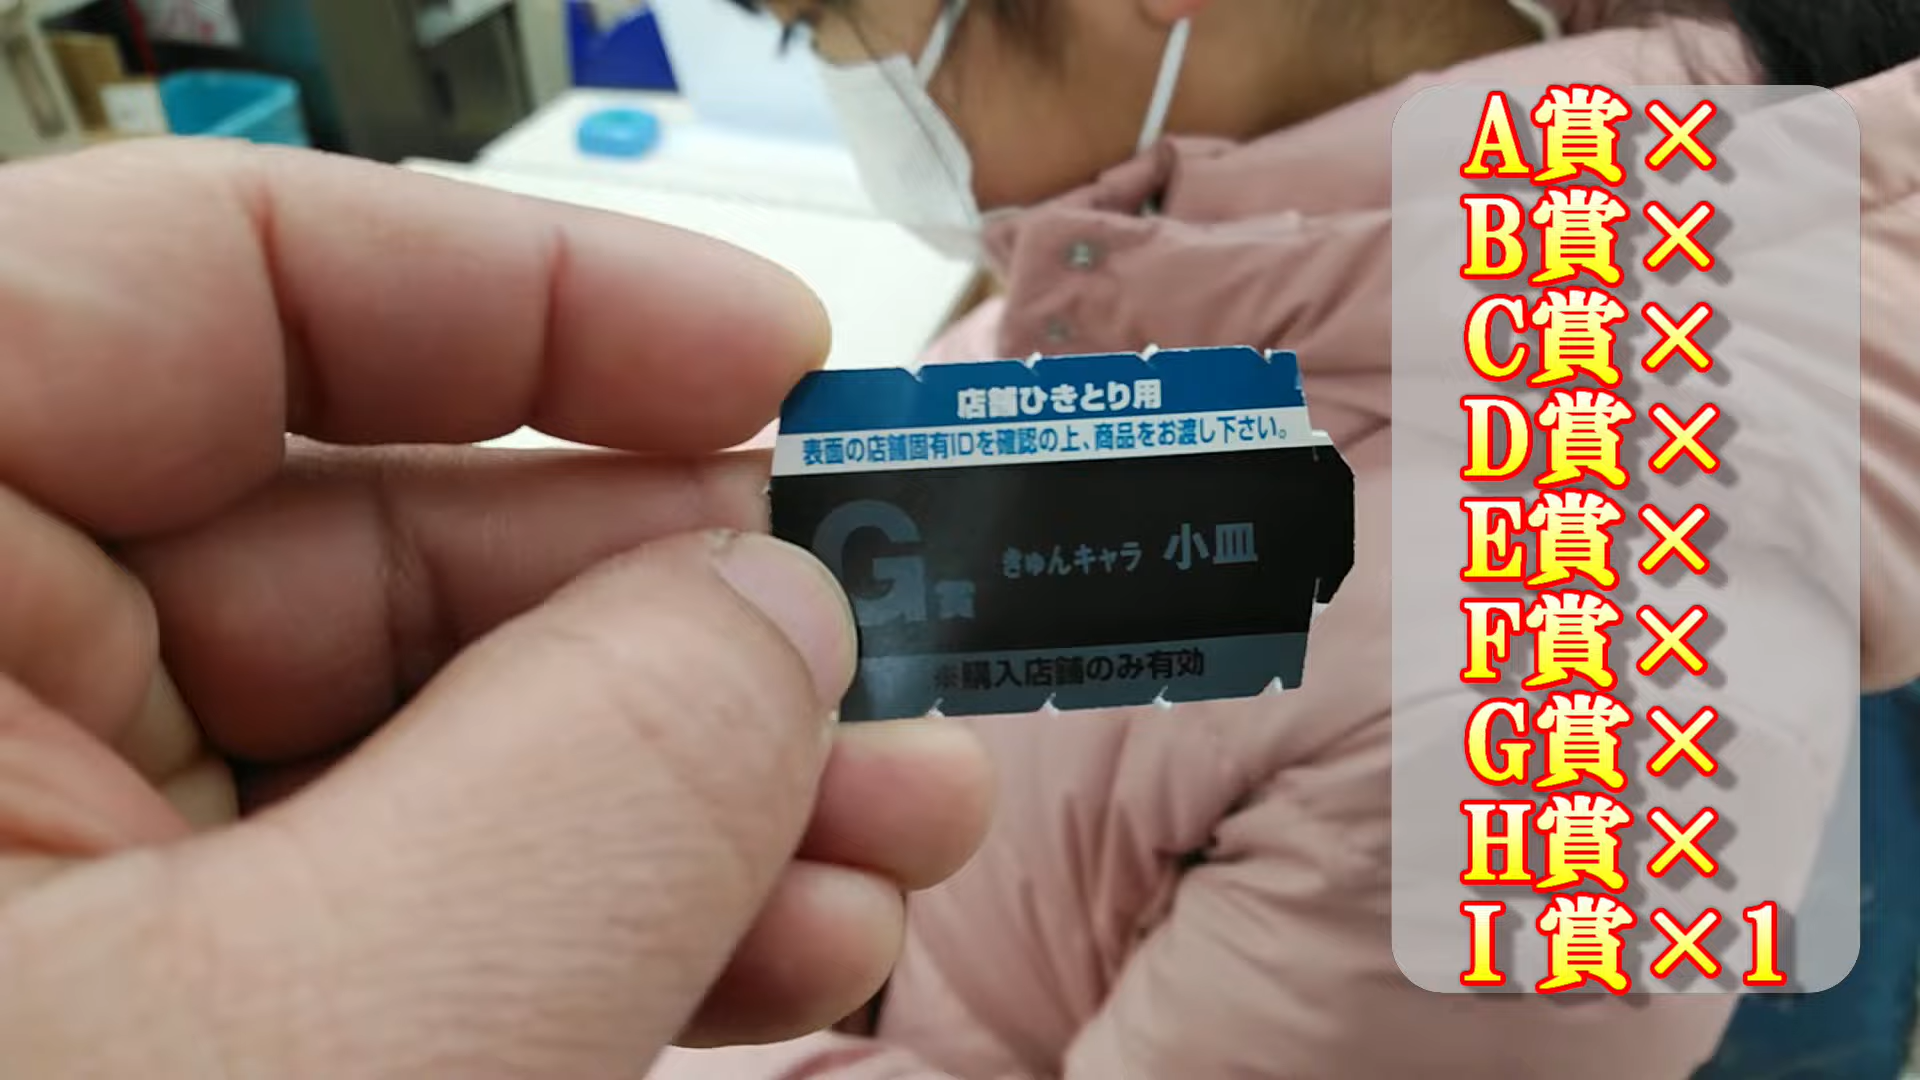 店舗ひきとり用
表面の店舗固有IDを確認の上、商品をお渡し下さい。
G賞 きゅんキャラ 小皿
※購入店舗のみ有効
A賞×
B賞×
C賞×
D賞×
E賞×
F賞×
G賞×
H賞×
I賞×1